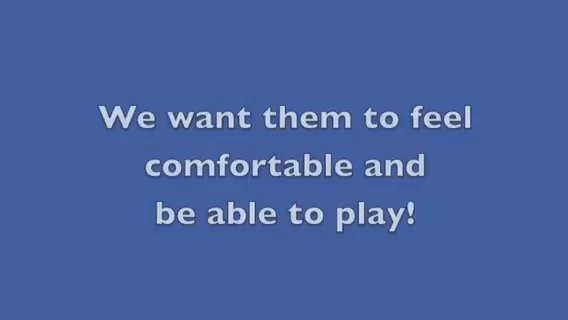 We want them to feel
comfortable and
be able to play!